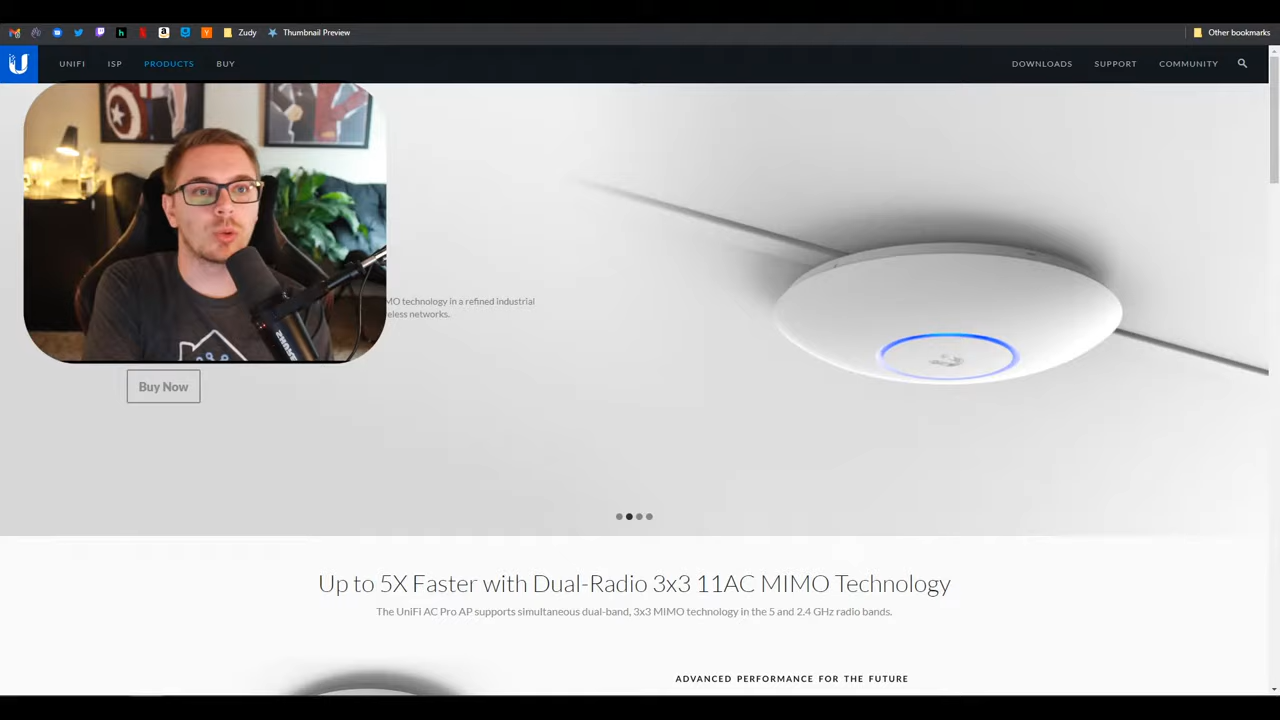 Zudy
Thumbnail Preview
Other bookmarks
UNIFI
ISP
PRODUCTS
BUY
DOWNLOADS
SUPPORT
COMMUNITY
MO technology in a refined industrial
eless networks.
Buy Now
Up to 5X Faster with Dual-Radio 3x3 11AC MIMO Technology
The UniFi AC Pro AP supports simultaneous dual-band, 3x3 MIMO technology in the 5 and 2.4 GHz radio bands.
ADVANCED PERFORMANCE FOR THE FUTURE